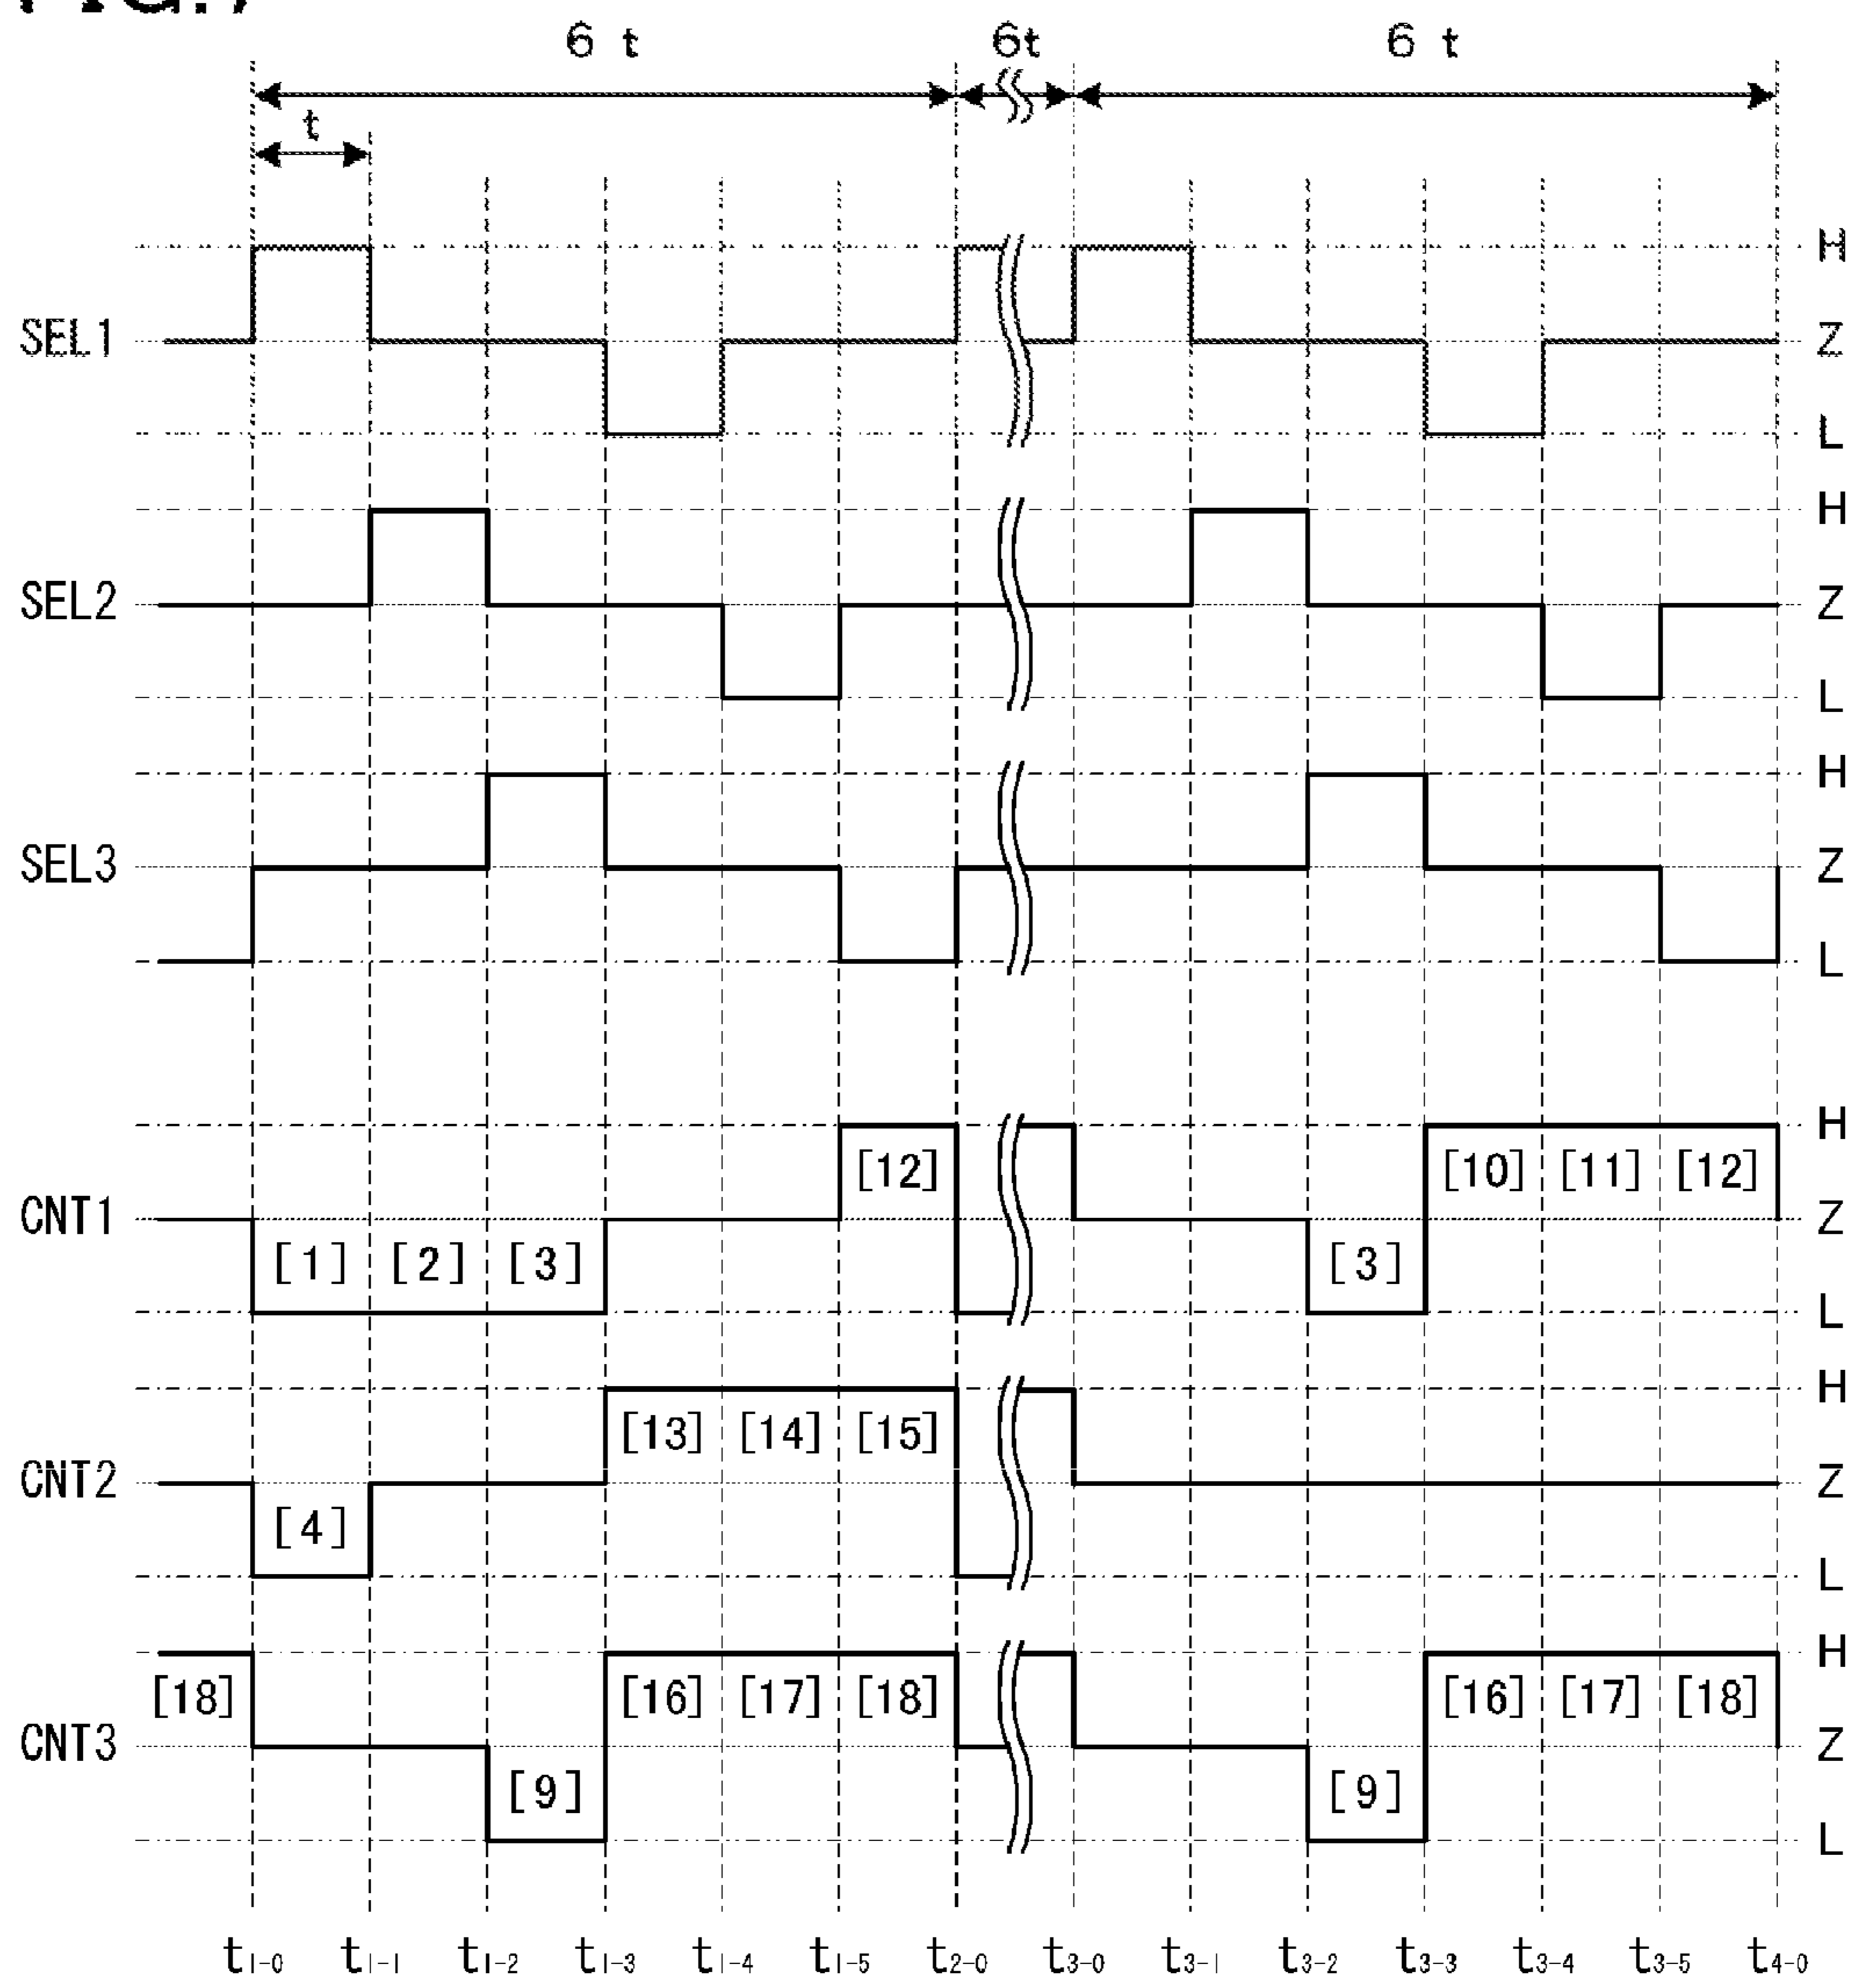 FIG.7
6 t 6t 6 t
t
H
SEL1 Z
L
H
SEL2 Z
L
H
SEL3 Z
L
H
[12] [10] [11] [12]
CNT1 Z
[1] [2] [3] [3]
L
H
[13] [14] [15]
CNT2 Z
[4]
L
H
[18] [16] [17] [18] [16] [17] [18]
CNT3 Z
[9] [9]
L
t1-0 t1-1 t1-2 t1-3 t1-4 t1-5 t2-0 t3-0 t3-1 t3-2 t3-3 t3-4 t3-5 t4-0